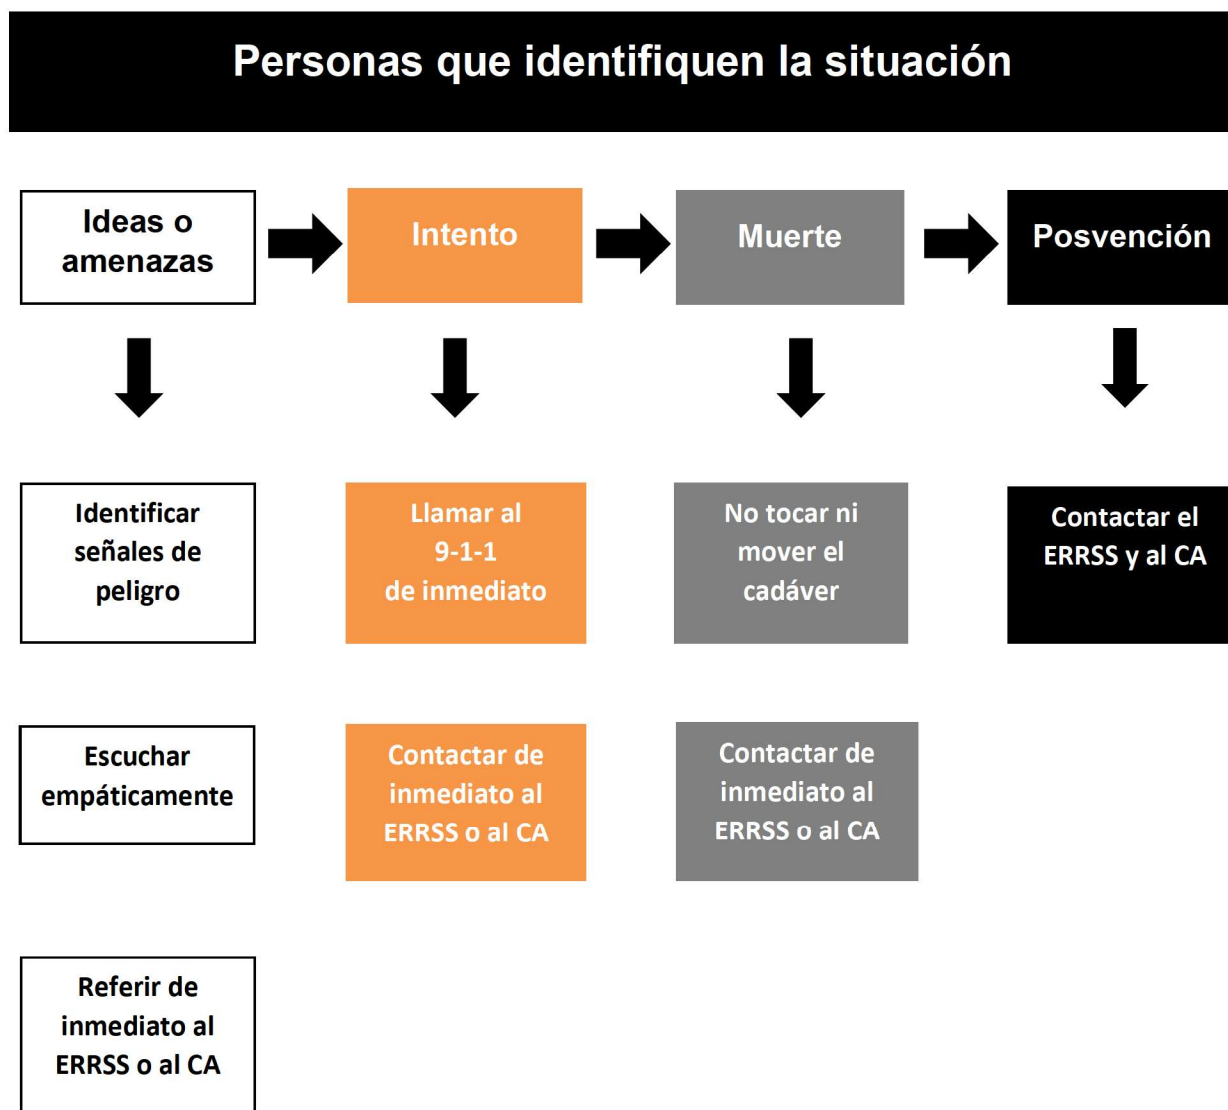 Personas que identifiquen la situación
Ideas o
amenazas
Intento
Muerte
Posvención
Identificar
señales de
peligro
Llamar al
9-1-1
de inmediato
No tocar ni
mover el
cadáver
Contactar el
ERRSS y al CA
Escuchar
empáticamente
Contactar de
inmediato al
ERRSS o al CA
Contactar de
inmediato al
ERRSS o al CA
Referir de
inmediato al
ERRSS o al CA